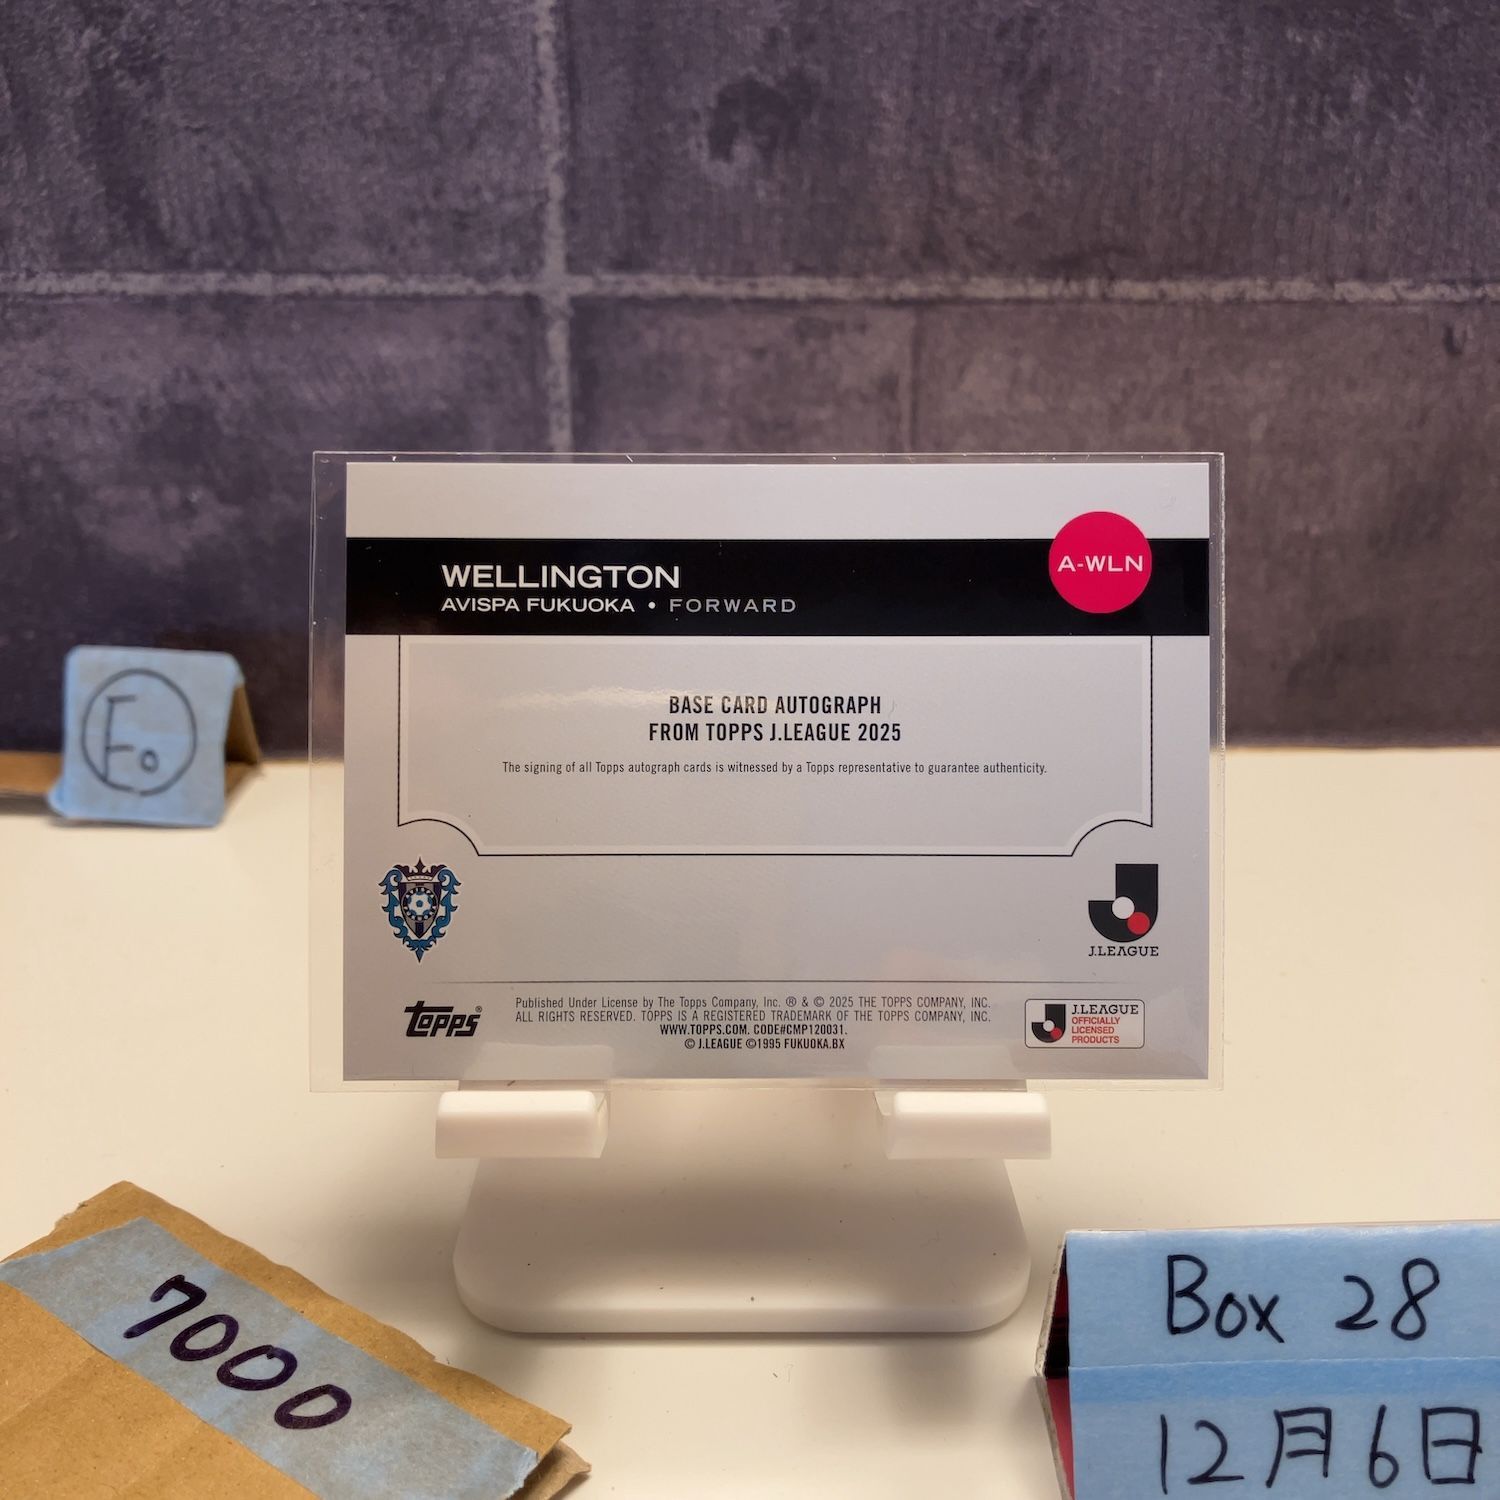 WELLINGTON
AVISPA FUKUOKA • FORWARD
A-WLN
BASE CARD AUTOGRAPH
FROM TOPPS J.LEAGUE 2025
The signing of all Topps autograph cards is witnessed by a Topps representative to guarantee authenticity.
J.LEAGUE
Topps®
Published Under License by The Topps Company, Inc. ® & © 2025 THE TOPPS COMPANY, INC.
ALL RIGHTS RESERVED. TOPPS IS A REGISTERED TRADEMARK OF THE TOPPS COMPANY, INC.
WWW.TOPPS.COM. CODE#CMP120031.
© J.LEAGUE ©1995 FUKUOKA.BX
J.LEAGUE
OFFICIALLY
LICENSED
PRODUCTS
Fo
7000
Box 28
12月6日